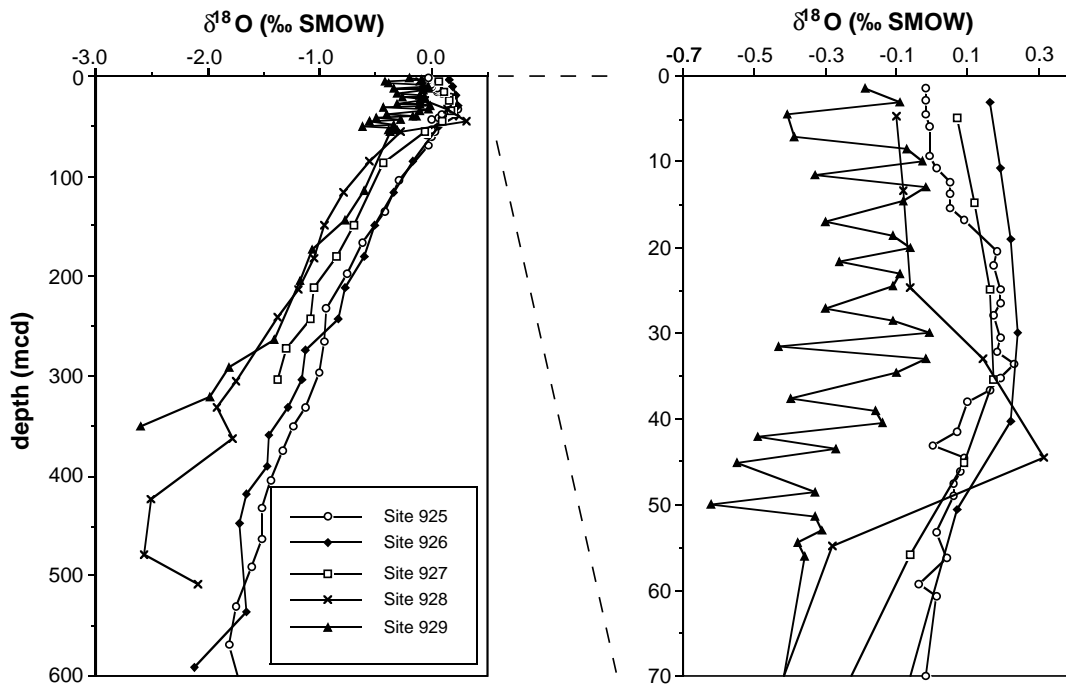 δ¹⁸O (‰ SMOW)
-3.0 -2.0 -1.0 0.0
0
100
200
300
400
500
600
depth (mcd)
Site 925
Site 926
Site 927
Site 928
Site 929
δ¹⁸O (‰ SMOW)
-0.7 -0.5 -0.3 -0.1 0.1 0.3
0
10
20
30
40
50
60
70